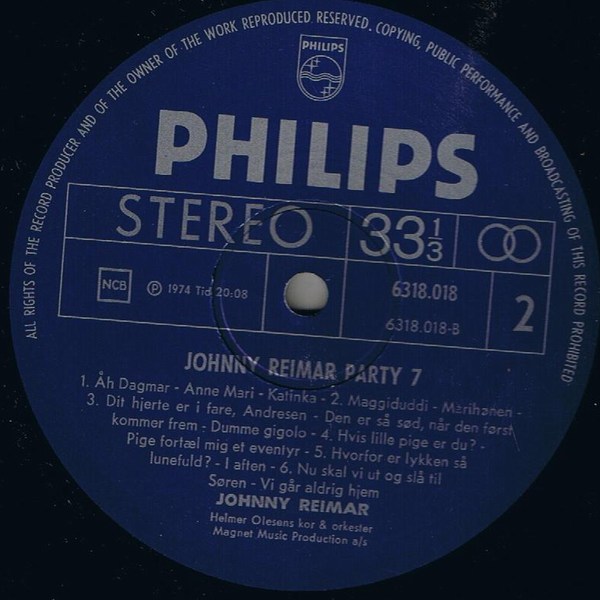 ALL RIGHTS OF THE RECORD PRODUCER AND OF THE OWNER OF THE WORK REPRODUCED RESERVED. COPYING, PUBLIC PERFORMANCE AND BROADCASTING OF THIS RECORD PROHIBITED
PHILIPS
PHILIPS
STEREO 33 1/3
NCB ℗ 1974 Tid 20:08 6318.018
6318.018-B 2
JOHNNY REIMAR PARTY 7
1. Åh Dagmar - Anne Mari - Katinka - 2. Maggiduddi - Marihønen -
3. Dit hjerte er i fare, Andresen - Den er så sød, når den først
kommer frem - Dumme gigolo - 4. Hvis lille pige er du? -
Pige fortæl mig et eventyr - 5. Hvorfor er lykken så
lunefuld? - I aften - 6. Nu skal vi ut og slå til
Søren - Vi går aldrig hjem
JOHNNY REIMAR
Helmer Olesens kor & orkester
Magnet Music Production a/s